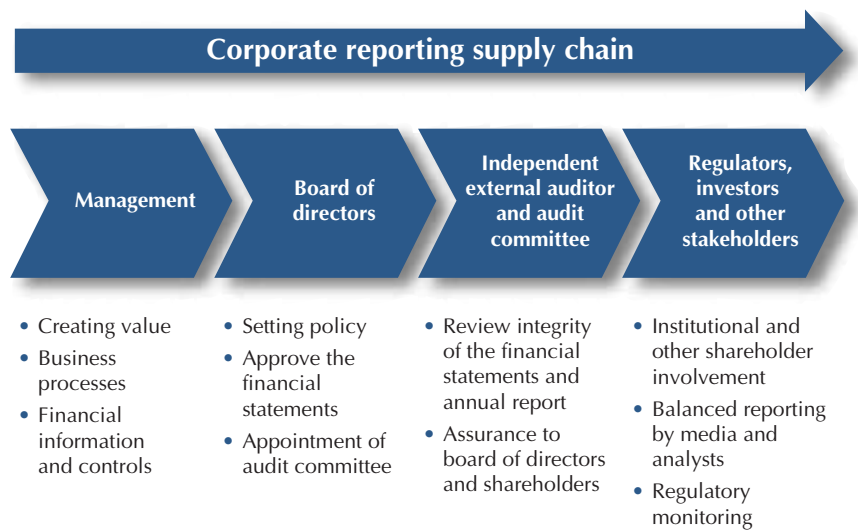 Corporate reporting supply chain
Management
Board of
directors
Independent
external auditor
and audit
committee
Regulators,
investors
and other
stakeholders
• Creating value
• Business
processes
• Financial
information
and controls
• Setting policy
• Approve the
financial
statements
• Appointment of
audit committee
• Review integrity
of the financial
statements and
annual report
• Assurance to
board of directors
and shareholders
• Institutional and
other shareholder
involvement
• Balanced reporting
by media and
analysts
• Regulatory
monitoring